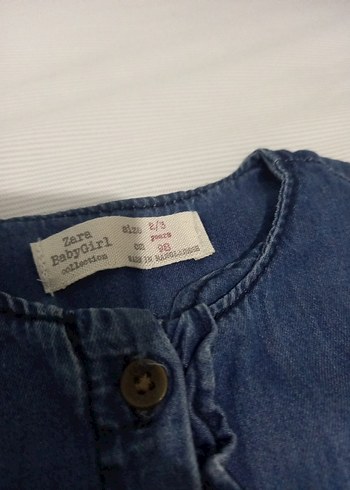 Zara
BabyGirl
collection
size 2/3
years
cm 98
MADE IN BANGLADESH